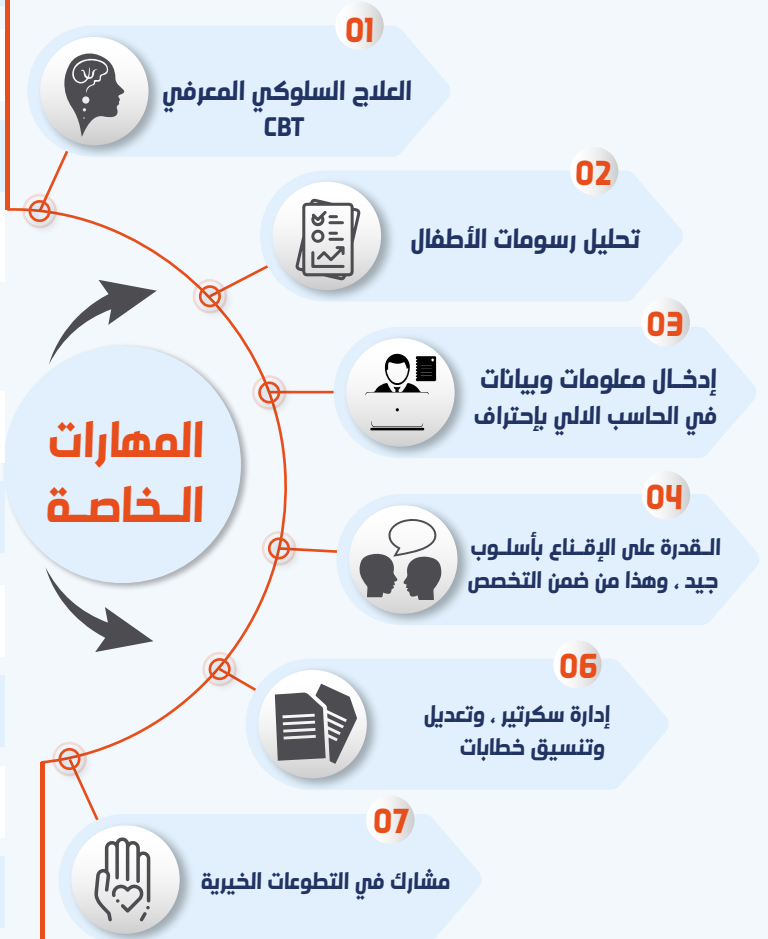 01
العلاج السلوكي المعرفي
CBT
02
تحليل رسومات الأطفال
03
إدخـال معلومات وبيانات
في الحاسب الالي بإحتراف
المهارات
الـخاصـة
04
الـقدرة على الإقـناع بأسلـوب
جيد ، وهذا من ضمن التخصص
06
إدارة سكرتير ، وتعديل
وتنسيق خطابات
07
مشارك في التطوعات الخيرية